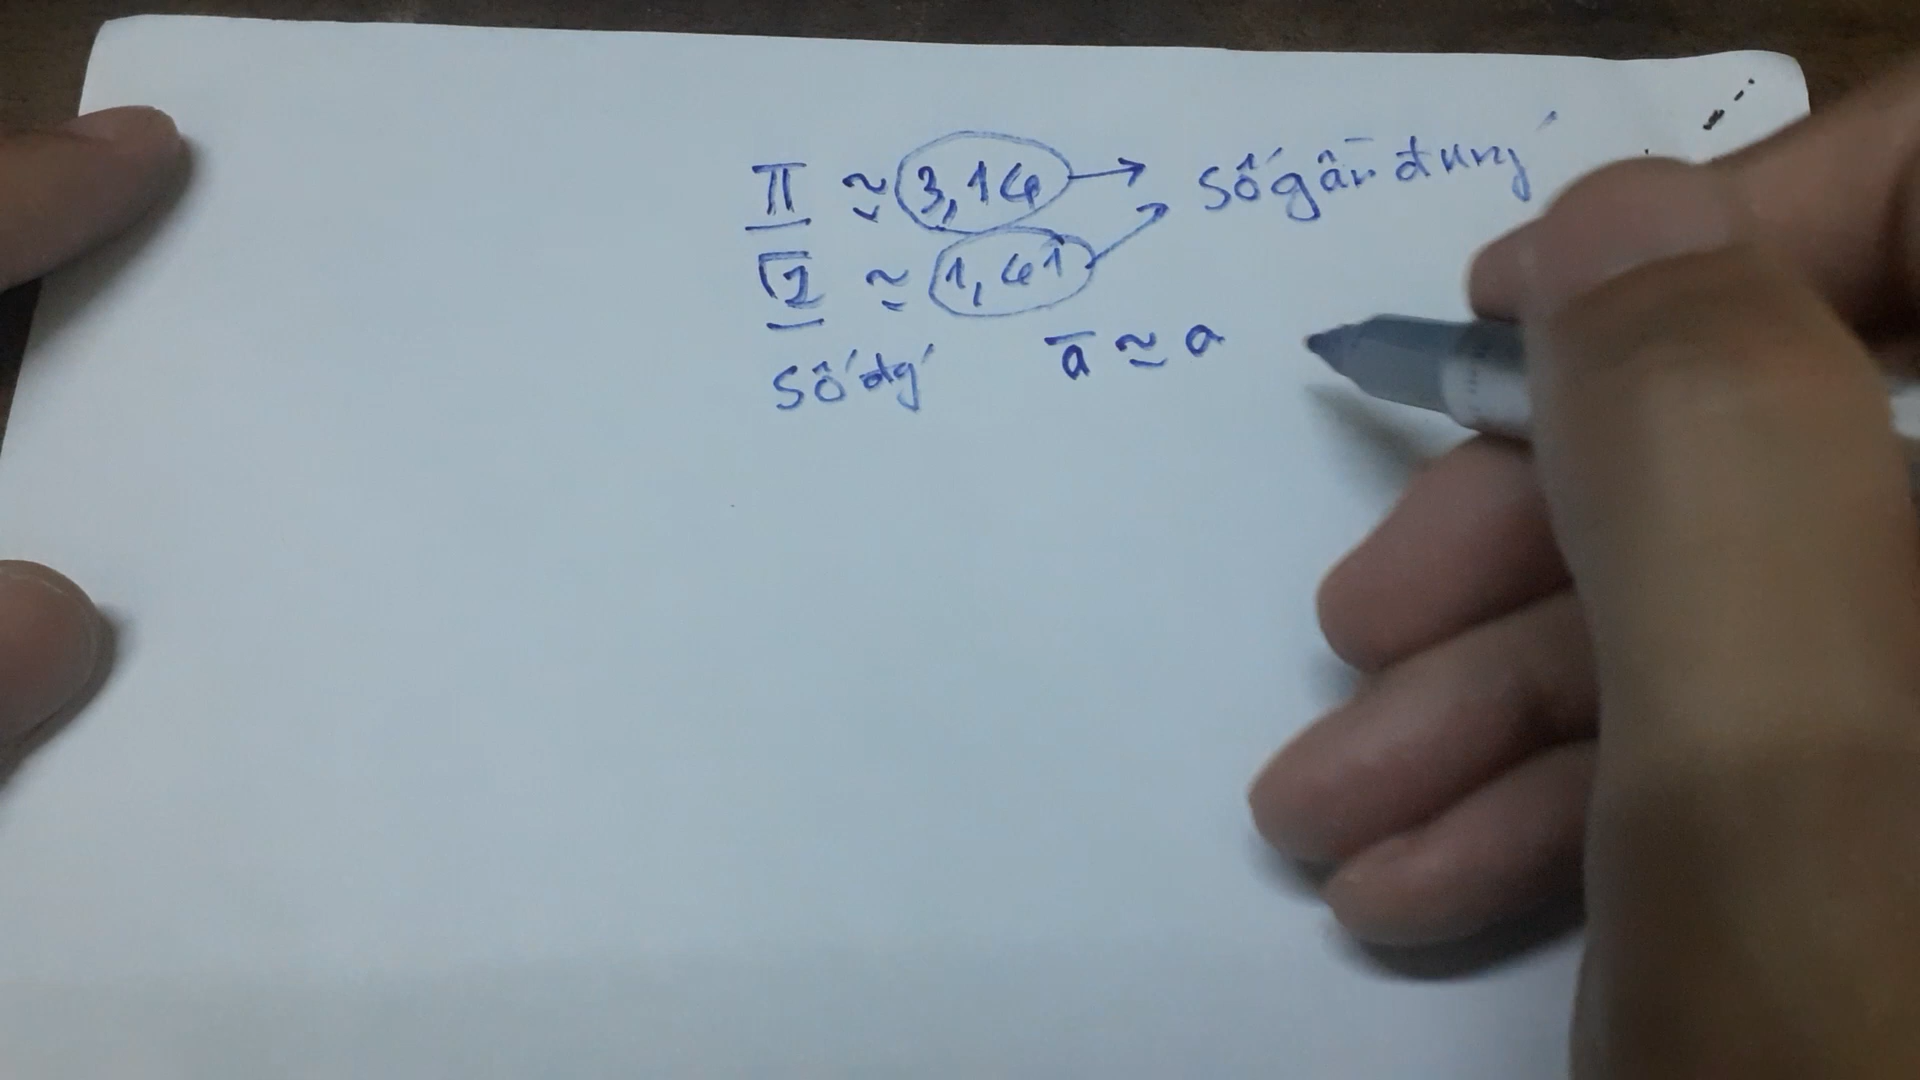 π ≃ 3,14 → Số gần đúng
√2 ≃ 1,41
Số đg' a̅ ≃ a